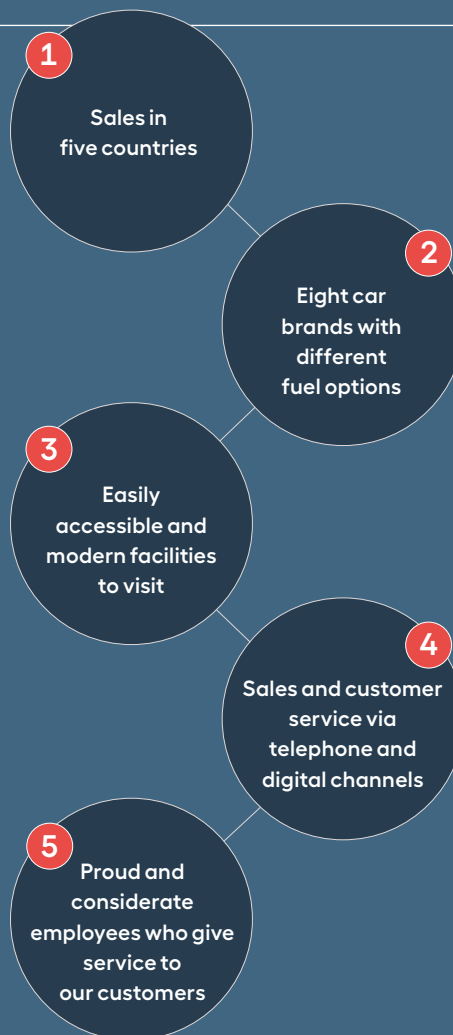 1
Sales in
five countries
2
Eight car
brands with
different
fuel options
3
Easily
accessible and
modern facilities
to visit
4
Sales and customer
service via
telephone and
digital channels
5
Proud and
considerate
employees who give
service to
our customers